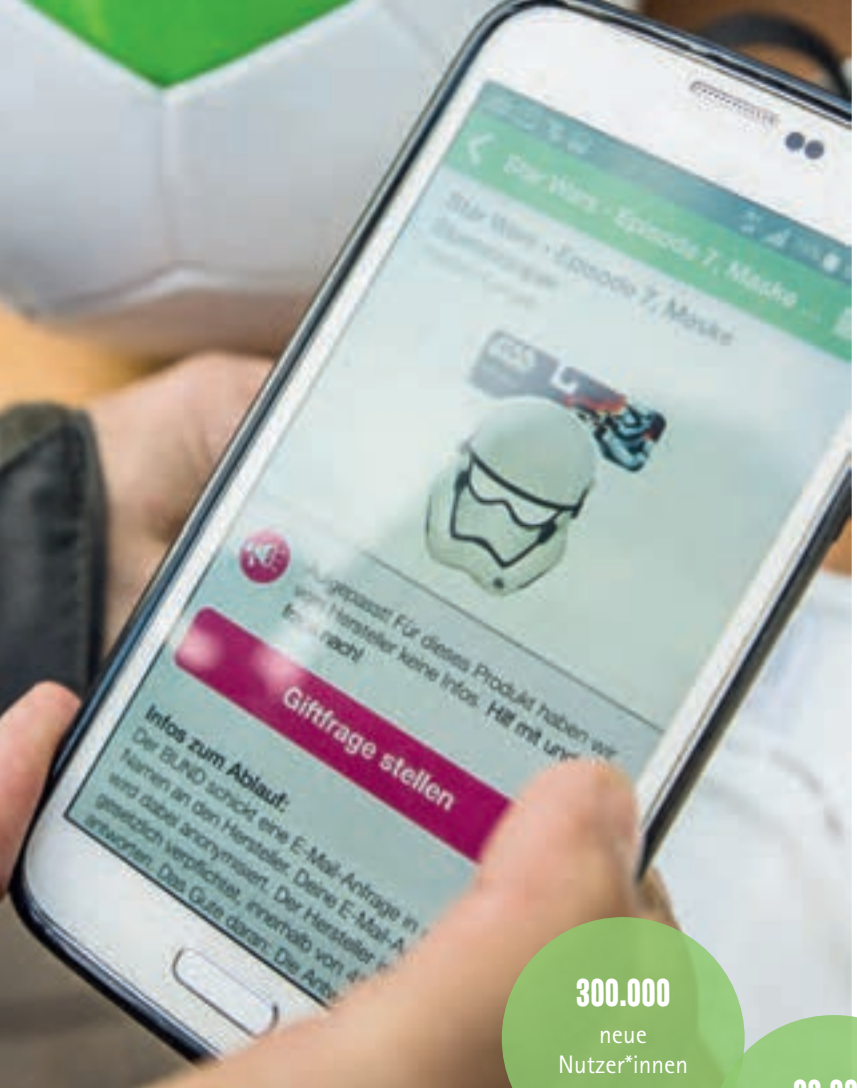 Star Wars - Episode 7, Maske ...
Star Wars - Episode 7, Maske
Aufgepasst! Für dieses Produkt haben wir
vom Hersteller keine Infos. Hilf mit und
frag nach!
Giftfrage stellen
Infos zum Ablauf:
Der BUND schickt eine E-Mail-Anfrage in
Namen an den Hersteller. Deine E-Mail-A
wird dabei anonymisiert. Der Hersteller
gesetzlich verpflichtet, innerhalb von 4
antworten. Das Gute daran: Die Antw
300.000
neue
Nutzer*innen